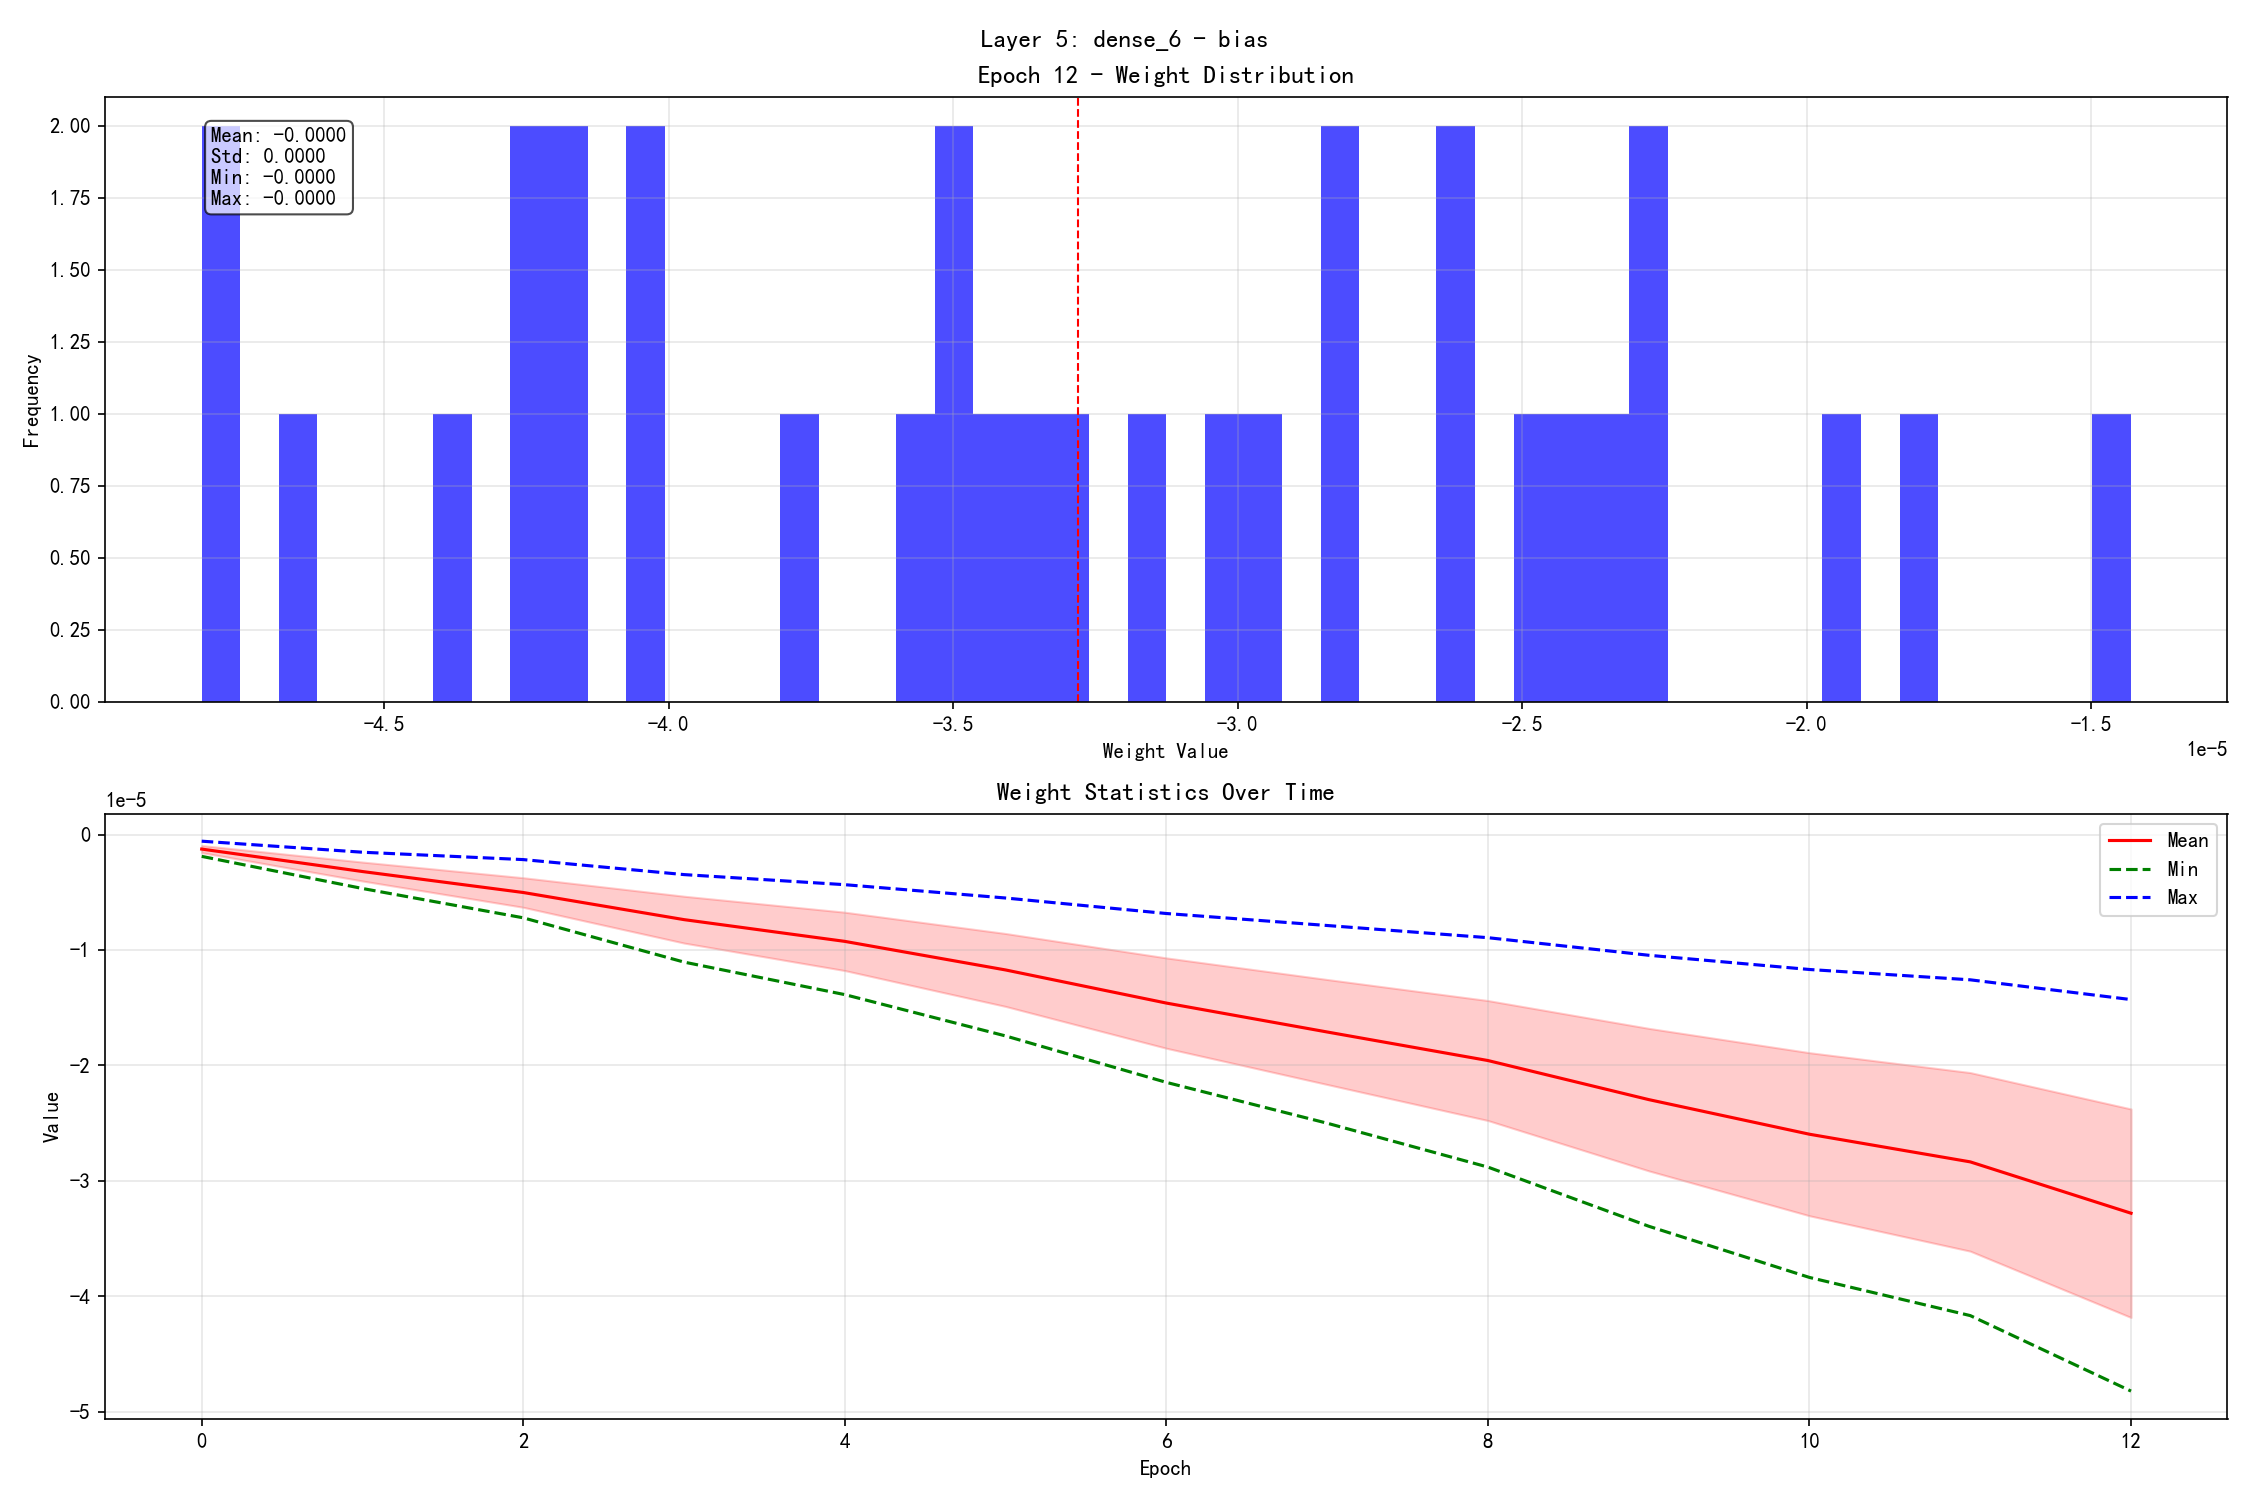 Layer 5: dense_6 - bias
Epoch 12 - Weight Distribution
Mean: -0.0000
Std: 0.0000
Min: -0.0000
Max: -0.0000
2.00
1.75
1.50
1.25
1.00
0.75
0.50
0.25
0.00
Frequency
-4.5 -4.0 -3.5 -3.0 -2.5 -2.0 -1.5
1e-5
Weight Value
Weight Statistics Over Time
1e-5
Mean
Min
Max
0
-1
-2
-3
-4
-5
Value
0 2 4 6 8 10 12
Epoch